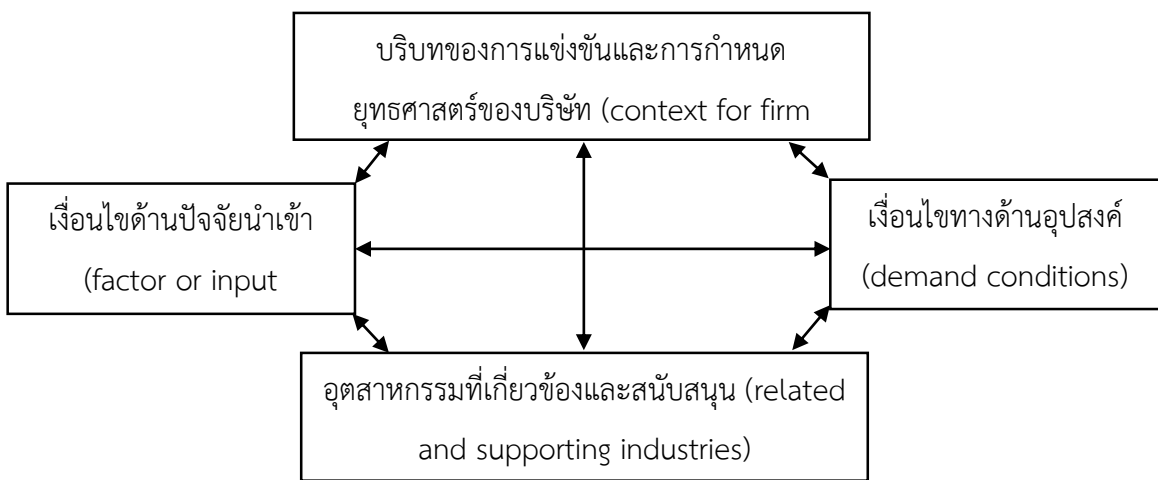 บริบทของการแข่งขันและการกำหนด
ยุทธศาสตร์ของบริษัท (context for firm
เงื่อนไขด้านปัจจัยนำเข้า
(factor or input
เงื่อนไขทางด้านอุปสงค์
(demand conditions)
อุตสาหกรรมที่เกี่ยวข้องและสนับสนุน (related
and supporting industries)